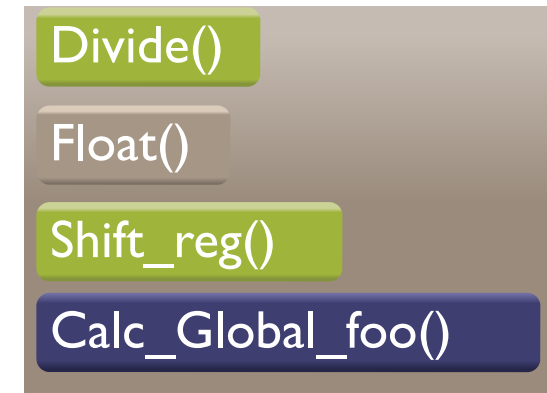 Divide()
Float()
Shift_reg()
Calc_Global_foo()